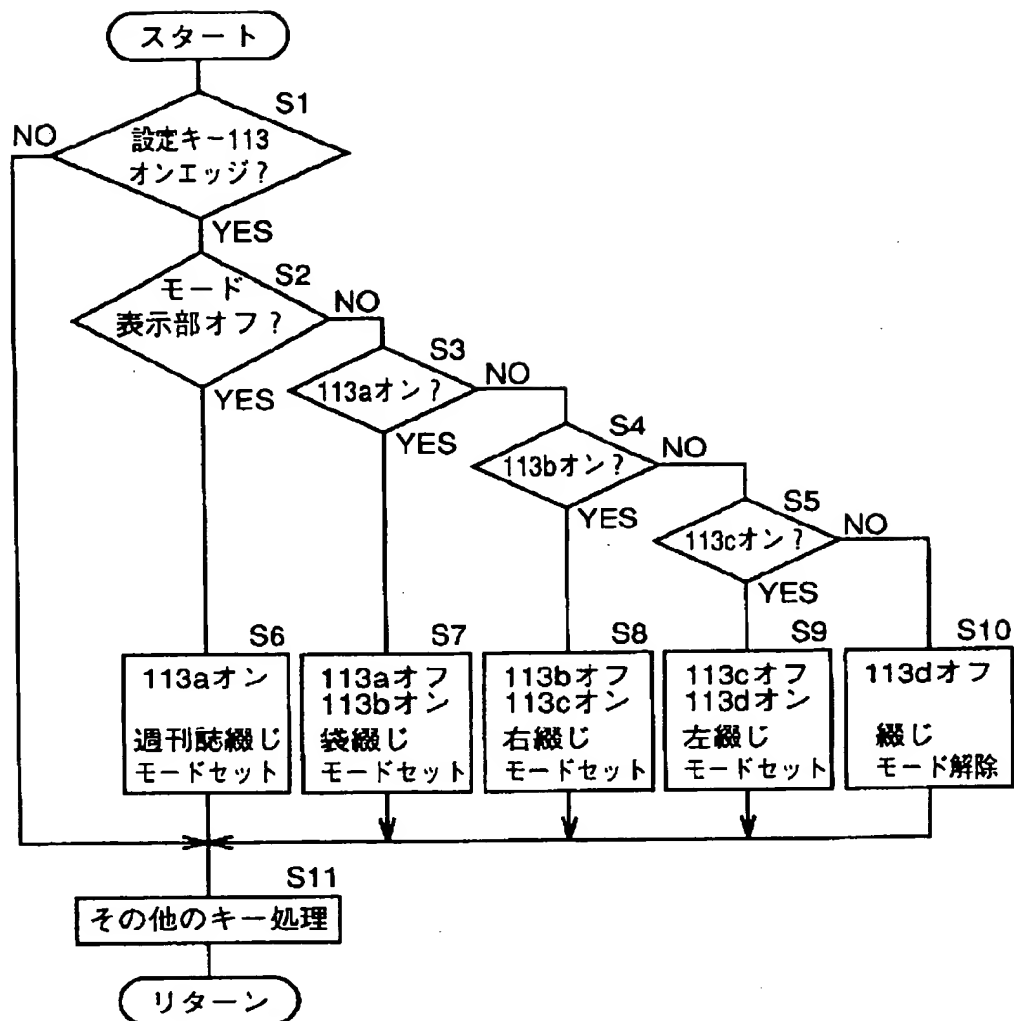 スタート
S1
NO
設定キー113
オンエッジ？
YES
S2
モード
表示部オフ？
NO
YES
S3
113aオン？
NO
YES
S4
113bオン？
NO
YES
S5
113cオン？
NO
YES
S6
113aオン
週刊誌綴じ
モードセット
S7
113aオフ
113bオン
袋綴じ
モードセット
S8
113bオフ
113cオン
右綴じ
モードセット
S9
113cオフ
113dオン
左綴じ
モードセット
S10
113dオフ
綴じ
モード解除
S11
その他のキー処理
リターン